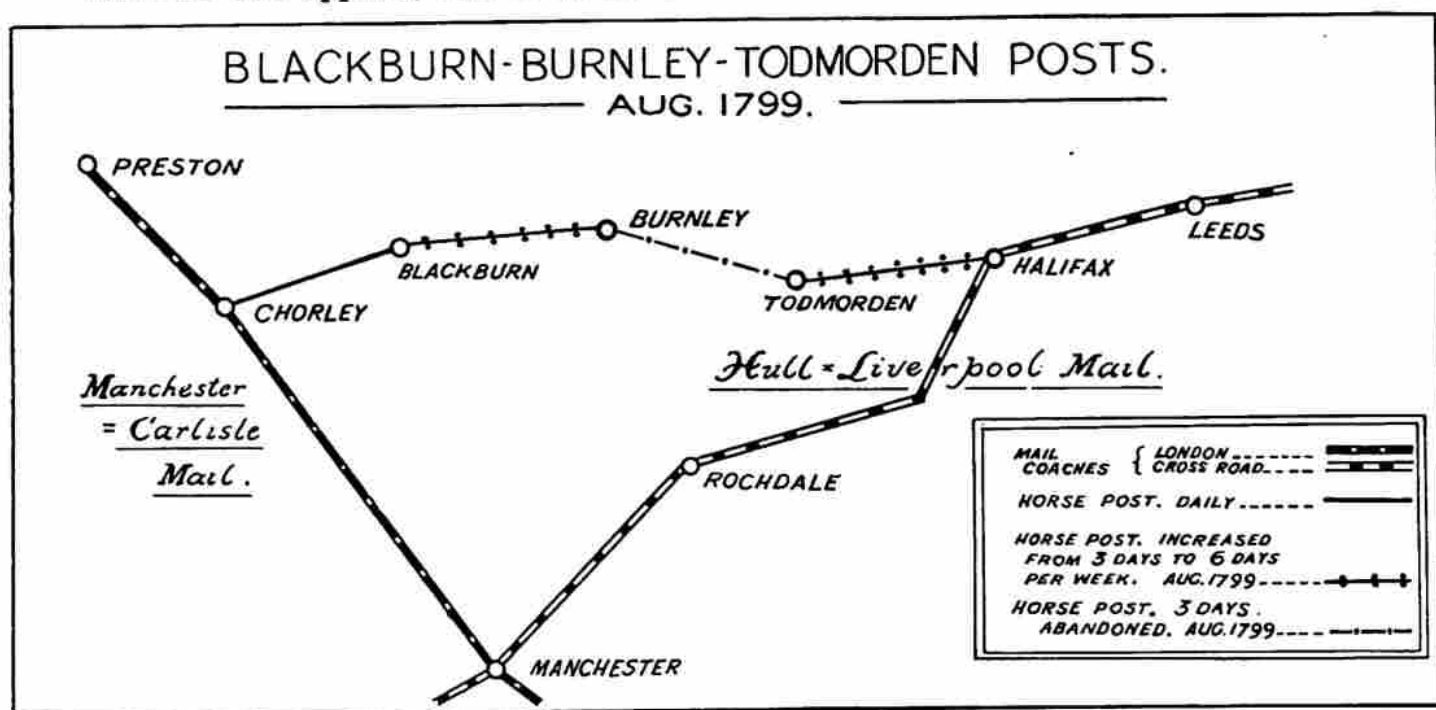 BLACKBURN-BURNLEY-TODMORDEN POSTS.
AUG. 1799.
PRESTON
BURNLEY
LEEDS
BLACKBURN
HALIFAX
CHORLEY
TODMORDEN
Hull=Liverpool Mail.
Manchester
= Carlisle
Mail.
ROCHDALE
MANCHESTER
MAIL COACHES { LONDON
CROSS ROAD
HORSE POST. DAILY
HORSE POST. INCREASED
FROM 3 DAYS TO 6 DAYS
PER WEEK. AUG. 1799
HORSE POST. 3 DAYS.
ABANDONED. AUG. 1799